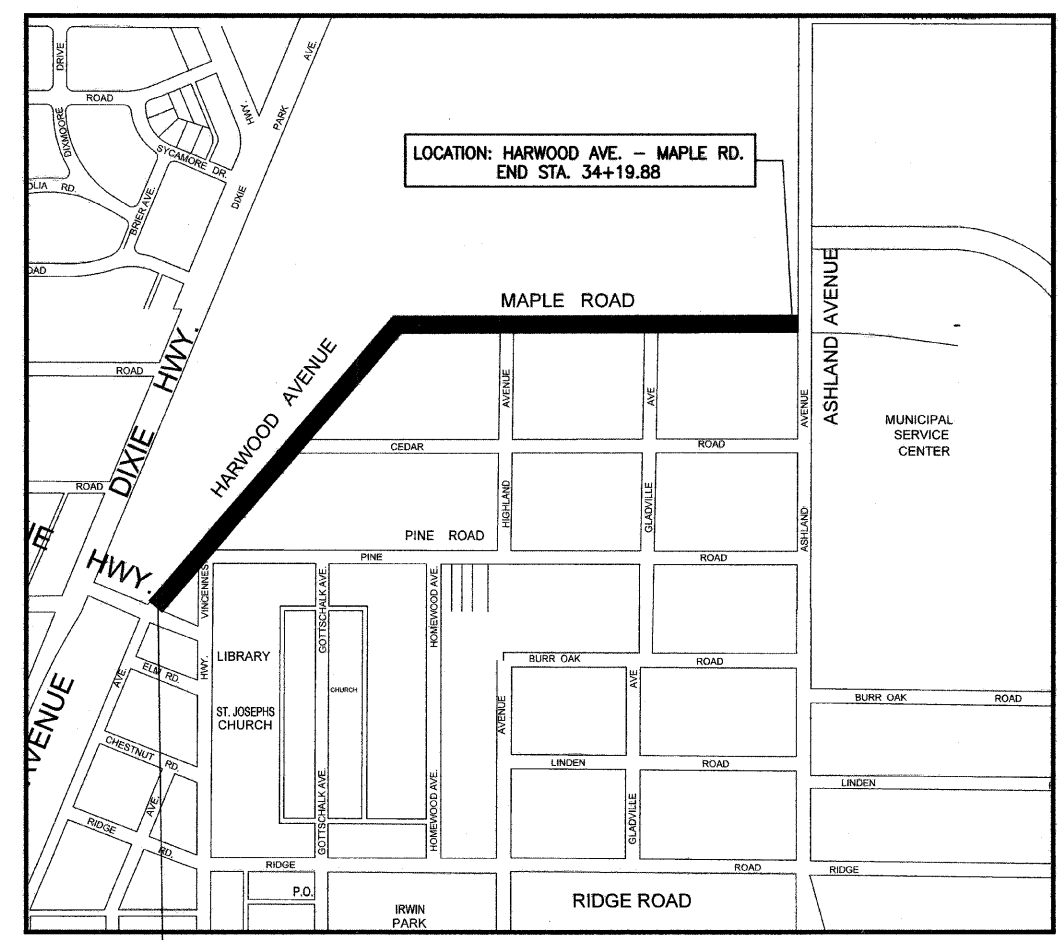 DRIVE
AVE.
ROAD
HWY.
PARK
DIXMOORE
SYCAMORE DR.
LOCATION: HARWOOD AVE. - MAPLE RD.
END STA. 34+19.88
RD.
DIXIE
BRIER AVE.
ASHLAND AVENUE
MAPLE ROAD
HWY.
ROAD
HARWOOD AVENUE
AVENUE
AVE
AVENUE
DIXIE
MUNICIPAL
SERVICE
CENTER
CEDAR
ROAD
ROAD
HIGHLAND
GLADVILLE
ASHLAND
PINE ROAD
PINE
ROAD
HWY.
VINCENNES
GOTTSCHALK AVE.
HOMEWOOD AVE.
LIBRARY
HWY.
BURR OAK
ROAD
ELM RD.
AVE.
AVE
CHURCH
BURR OAK
ROAD
ST. JOSEPHS
CHURCH
AVENUE
AVENUE
CHESTNUT RD.
LINDEN
ROAD
LINDEN
AVE.
GOTTSCHALK AVE.
HOMEWOOD AVE.
GLADVILLE
RIDGE
RD.
RIDGE
ROAD
RIDGE
P.O.
IRWIN
PARK
RIDGE ROAD